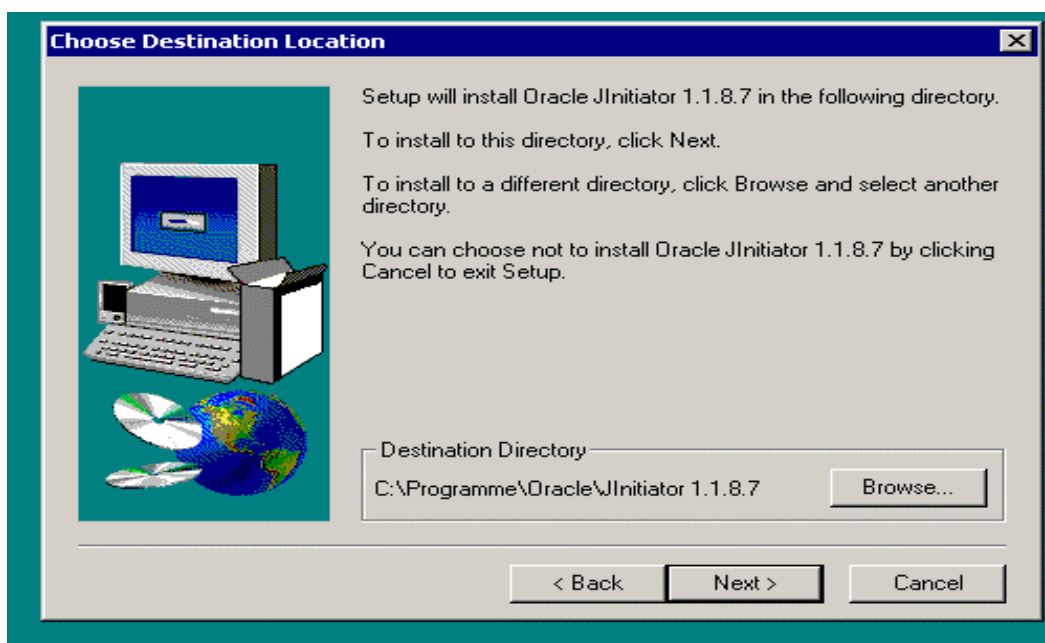 Choose Destination Location
Setup will install Oracle JInitiator 1.1.8.7 in the following directory.
To install to this directory, click Next.
To install to a different directory, click Browse and select another
directory.
You can choose not to install Oracle JInitiator 1.1.8.7 by clicking
Cancel to exit Setup.
Destination Directory
C:\Programme\Oracle\JInitiator 1.1.8.7
Browse...
< Back
Next >
Cancel